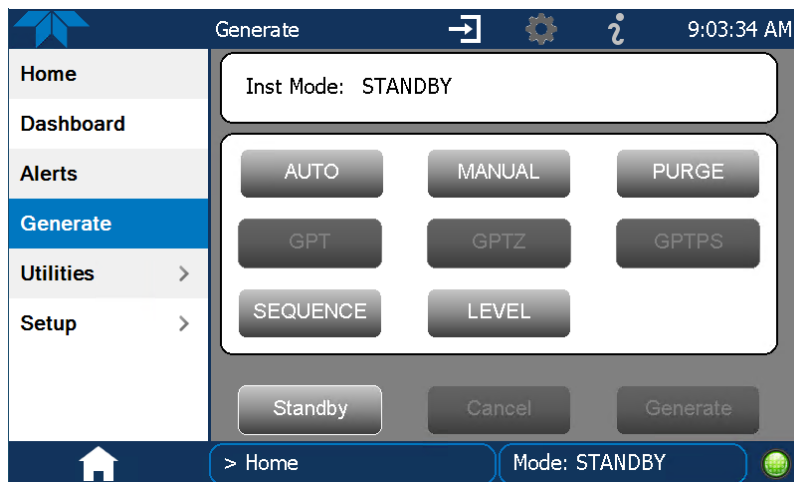 Generate 9:03:34 AM
Home
Dashboard
Alerts
Generate
Utilities >
Setup >
Inst Mode: STANDBY
AUTO MANUAL PURGE
GPT GPTZ GPTPS
SEQUENCE LEVEL
Standby Cancel Generate
> Home Mode: STANDBY